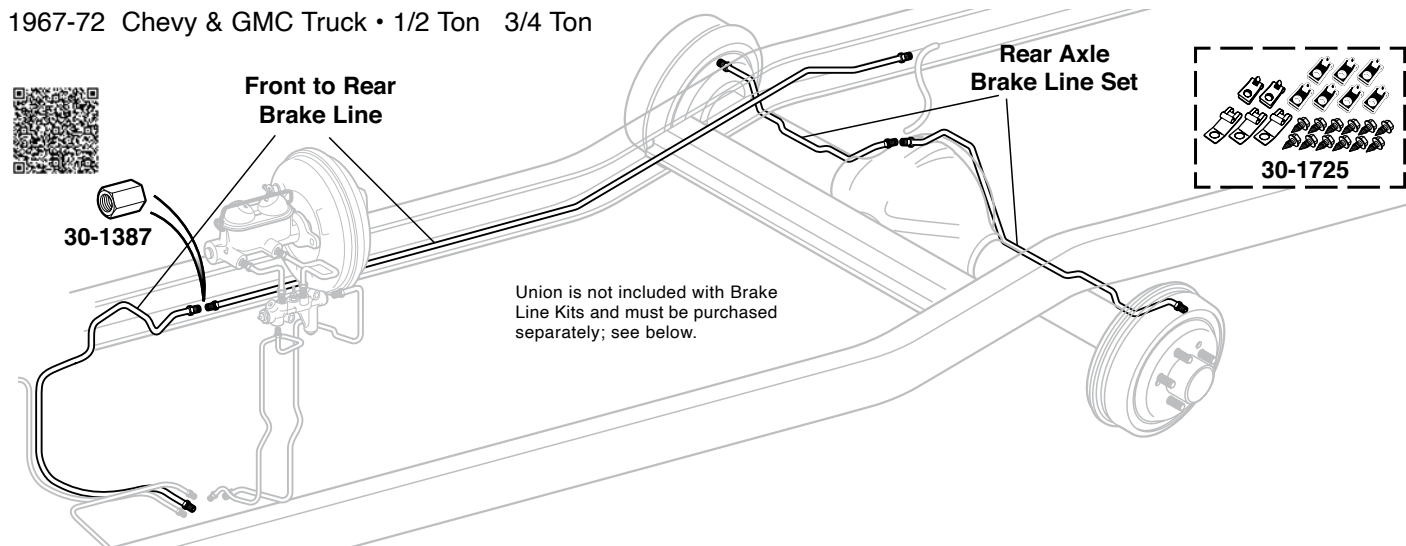 1967-72 Chevy & GMC Truck • 1/2 Ton 3/4 Ton
Front to Rear
Brake Line
Rear Axle
Brake Line Set
30-1725
30-1387
Union is not included with Brake
Line Kits and must be purchased
separately; see below.